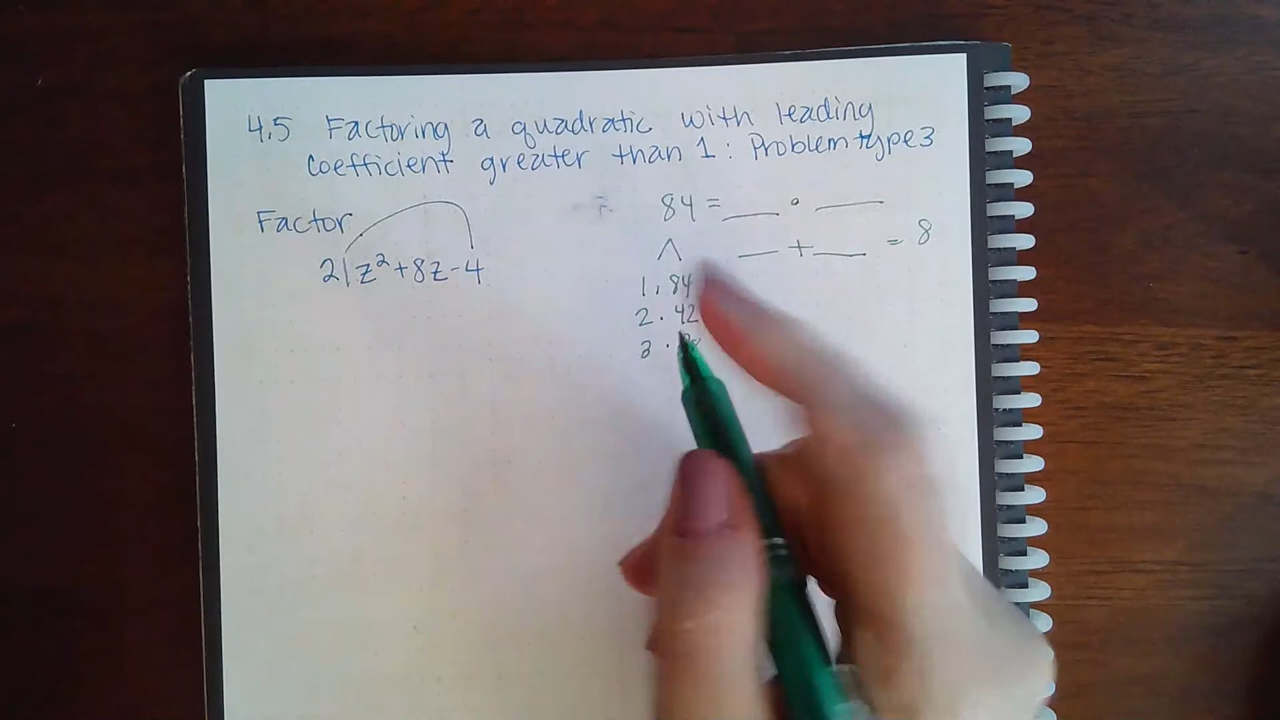 4.5 Factoring a quadratic with leading
coefficient greater than 1: Problem type 3
Factor
84 = ___ · ___
___ + ___ = 8
21z²+8z-4
1, 84
2 · 42
3 ·